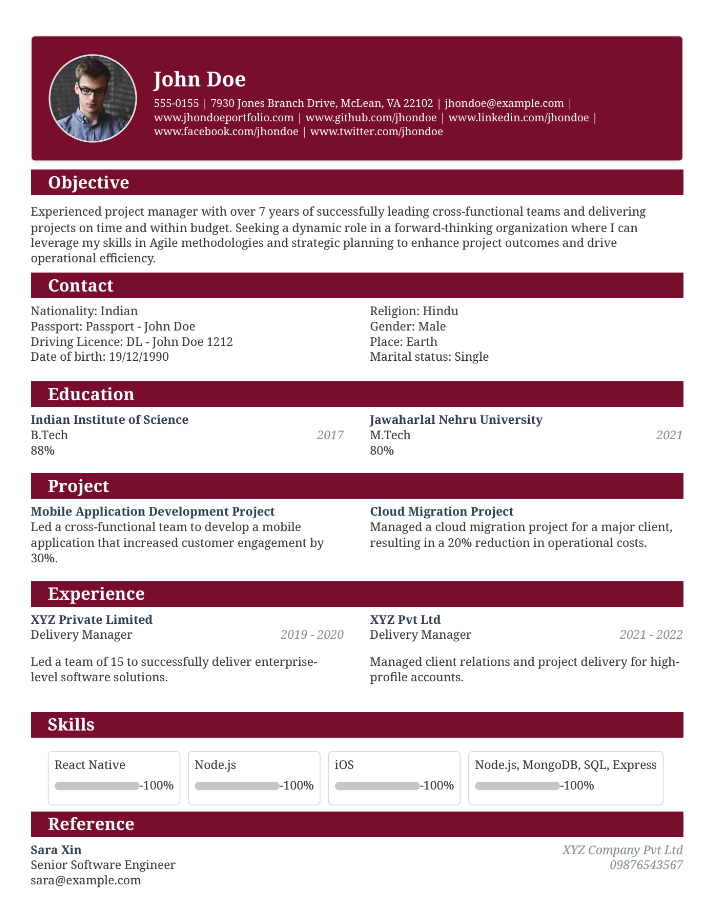 John Doe
555-0155 | 7930 Jones Branch Drive, McLean, VA 22102 | jhondoe@example.com |
www.jhondoeportfolio.com | www.github.com/jhondoe | www.linkedin.com/jhondoe |
www.facebook.com/jhondoe | www.twitter.com/jhondoe
Objective
Experienced project manager with over 7 years of successfully leading cross-functional teams and delivering
projects on time and within budget. Seeking a dynamic role in a forward-thinking organization where I can
leverage my skills in Agile methodologies and strategic planning to enhance project outcomes and drive
operational efficiency.
Contact
Nationality: Indian
Passport: Passport - John Doe
Driving Licence: DL - John Doe 1212
Date of birth: 19/12/1990
Religion: Hindu
Gender: Male
Place: Earth
Marital status: Single
Education
Indian Institute of Science
B.Tech 2017
88%
Jawaharlal Nehru University
M.Tech 2021
80%
Project
Mobile Application Development Project
Led a cross-functional team to develop a mobile
application that increased customer engagement by
30%.
Cloud Migration Project
Managed a cloud migration project for a major client,
resulting in a 20% reduction in operational costs.
Experience
XYZ Private Limited
Delivery Manager 2019 - 2020
Led a team of 15 to successfully deliver enterprise-
level software solutions.
XYZ Pvt Ltd
Delivery Manager 2021 - 2022
Managed client relations and project delivery for high-
profile accounts.
Skills
React Native
-100%
Node.js
-100%
iOS
-100%
Node.js, MongoDB, SQL, Express
-100%
Reference
Sara Xin
Senior Software Engineer
sara@example.com
XYZ Company Pvt Ltd
09876543567